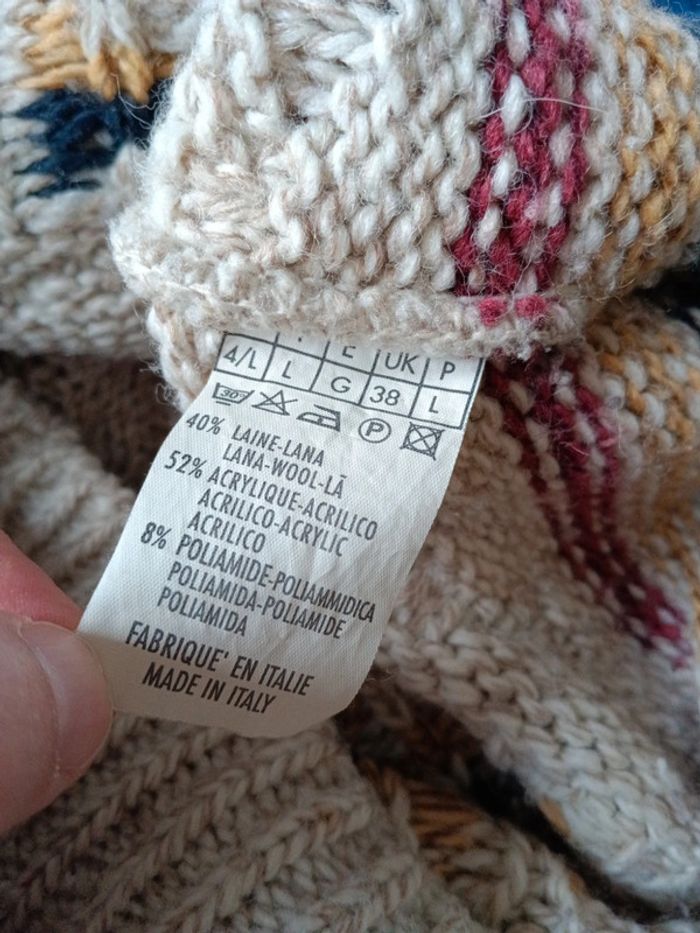 E UK P
4/L L G 38 L
30° P
40% LAINE-LANA
LANA-WOOL-LÃ
52% ACRYLIQUE-ACRILICO
ACRILICO-ACRYLIC
ACRILICO
8% POLIAMIDE-POLIAMMIDICA
POLIAMIDA-POLIAMIDE
POLIAMIDA
FABRIQUE' EN ITALIE
MADE IN ITALY